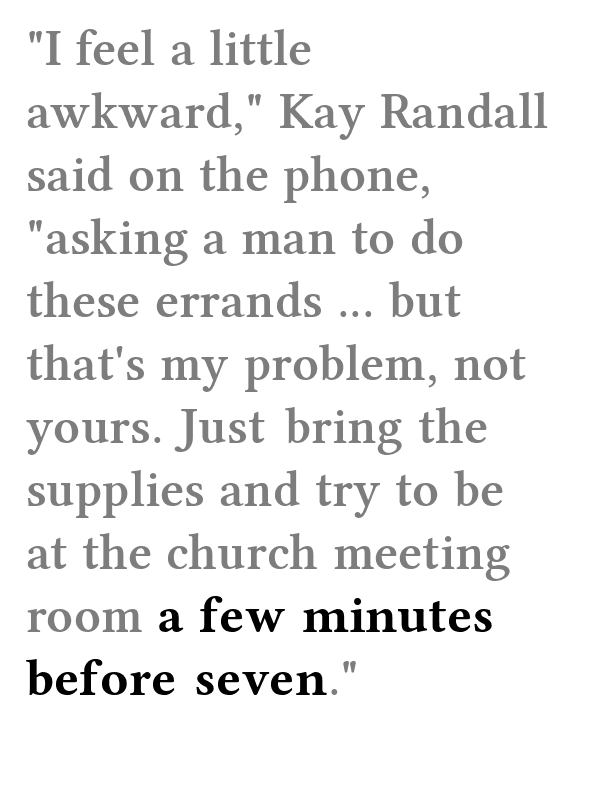 "I feel a little
awkward," Kay Randall
said on the phone,
"asking a man to do
these errands ... but
that's my problem, not
yours. Just bring the
supplies and try to be
at the church meeting
room a few minutes
before seven."